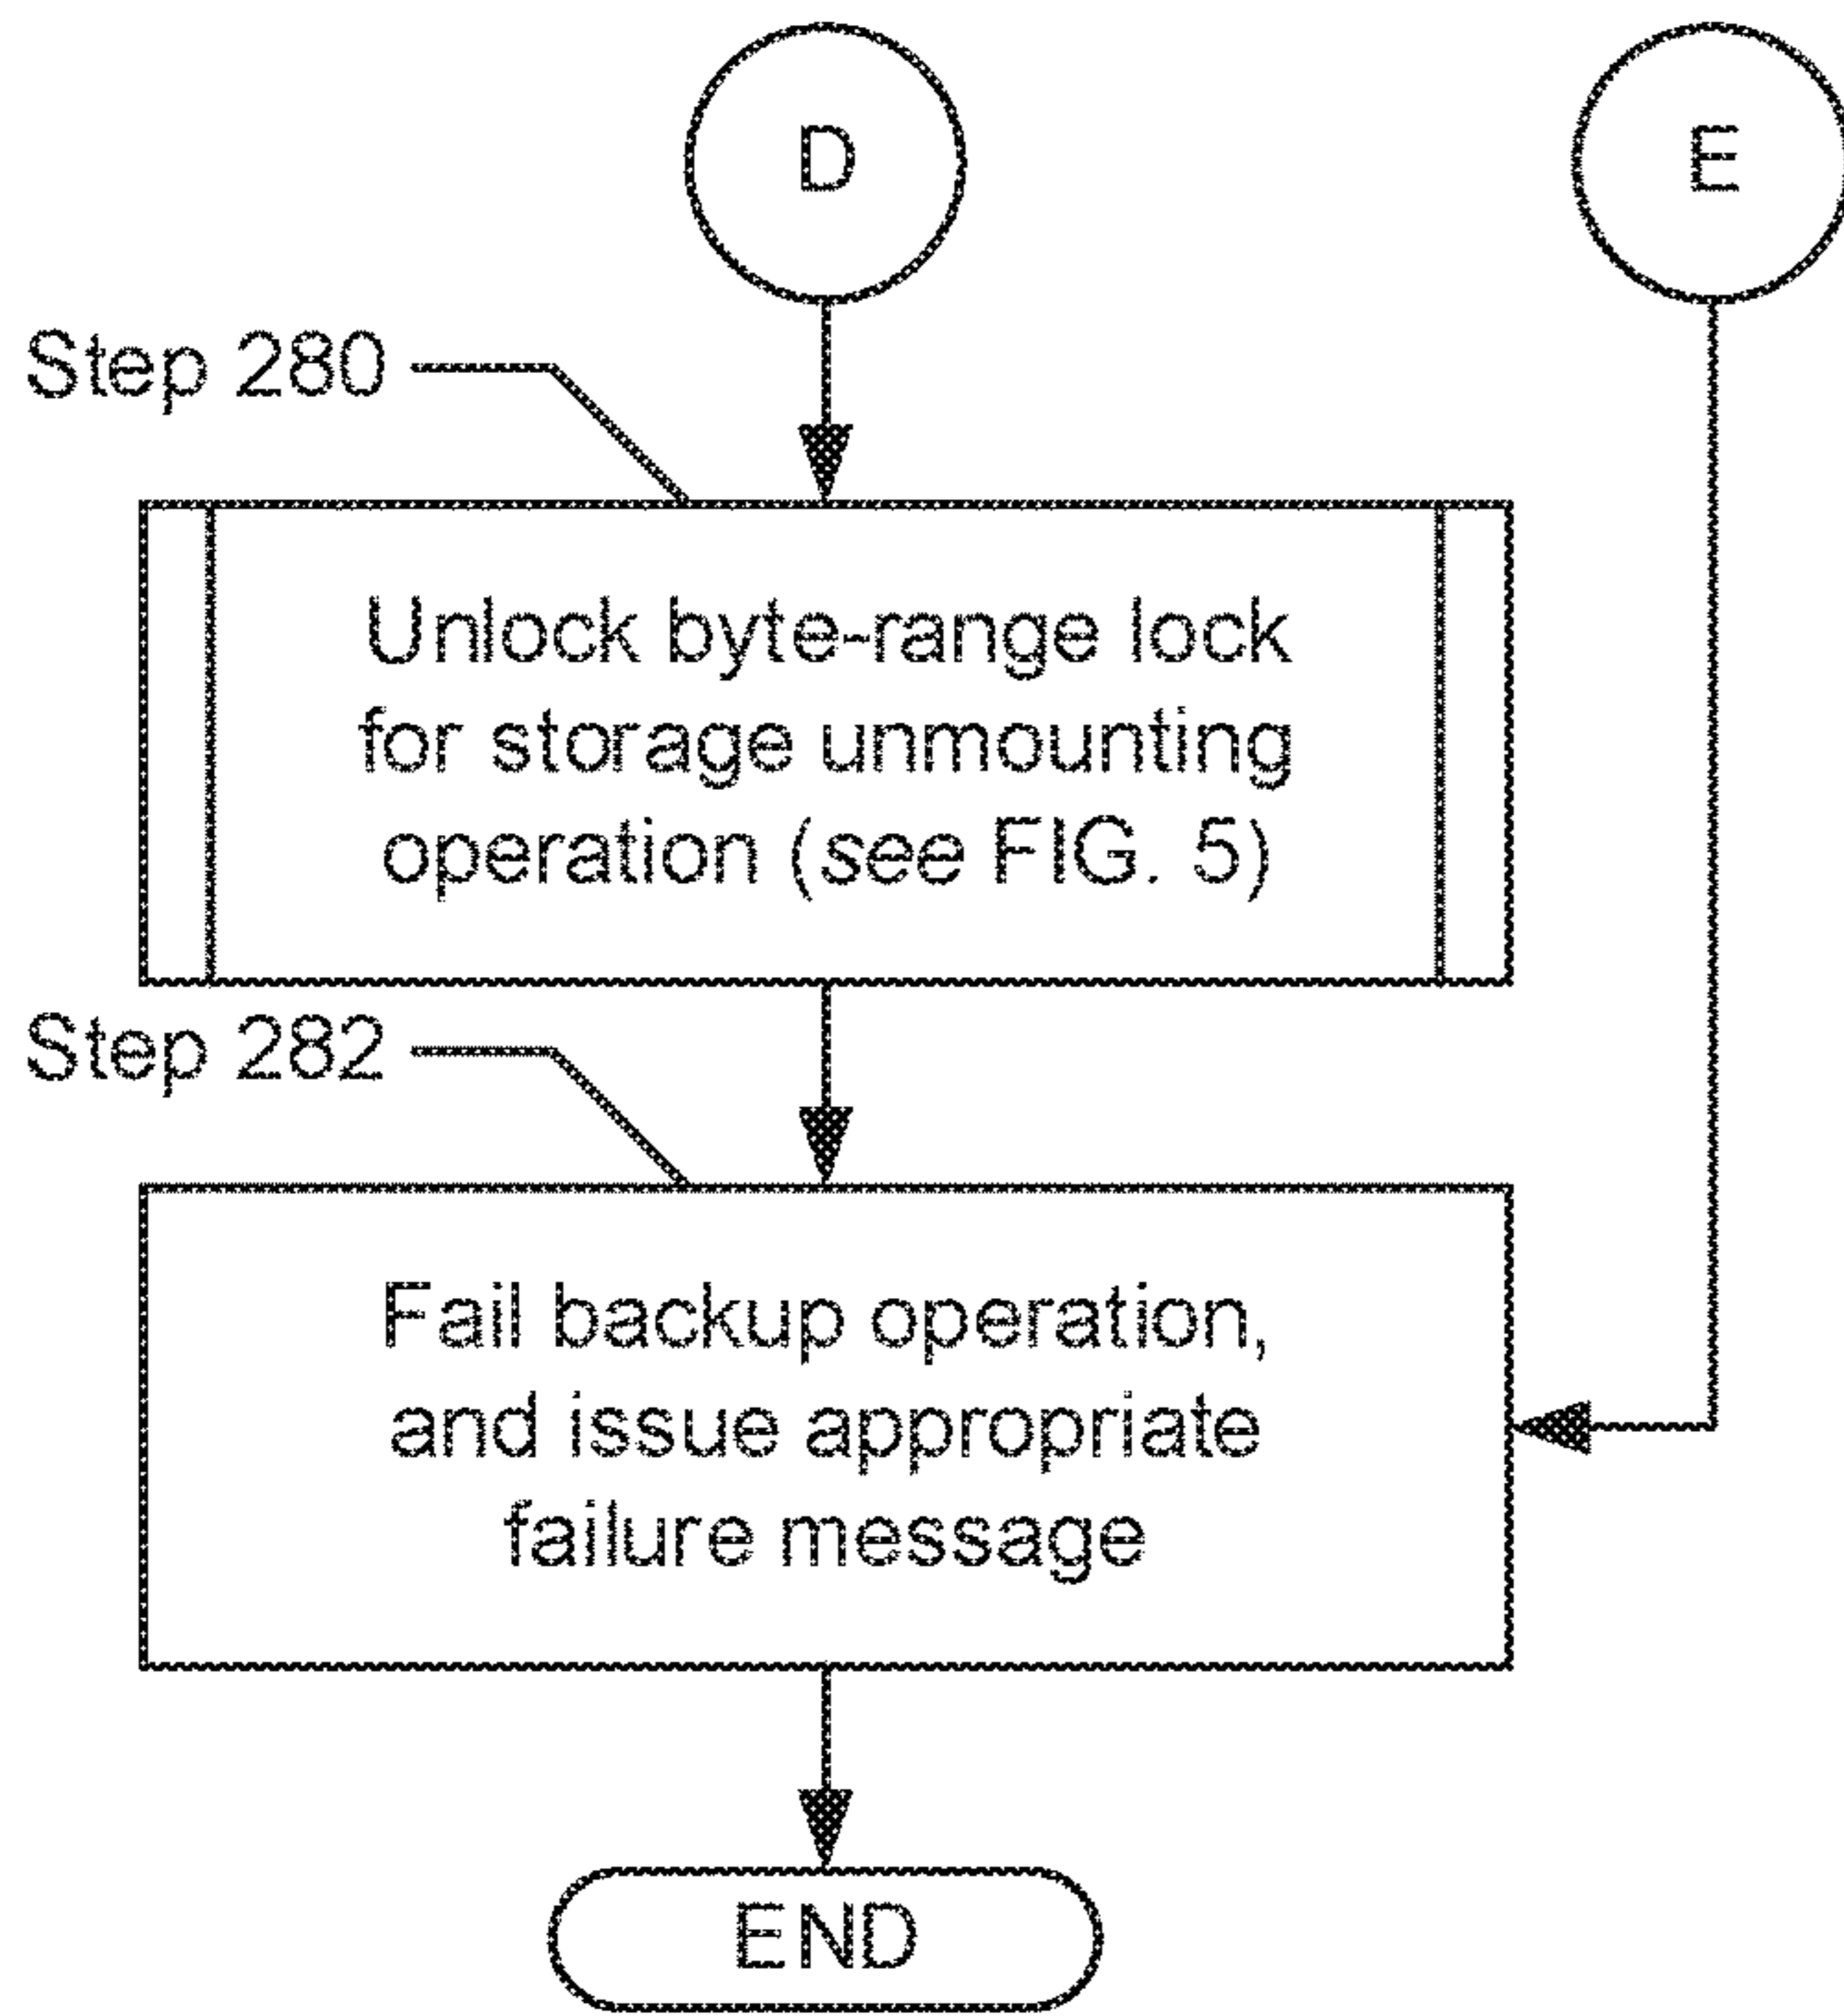 D
E
Step 280
Unlock byte-range lock
for storage unmounting
operation (see FIG. 5)
Step 282
Fail backup operation,
and issue appropriate
failure message
END